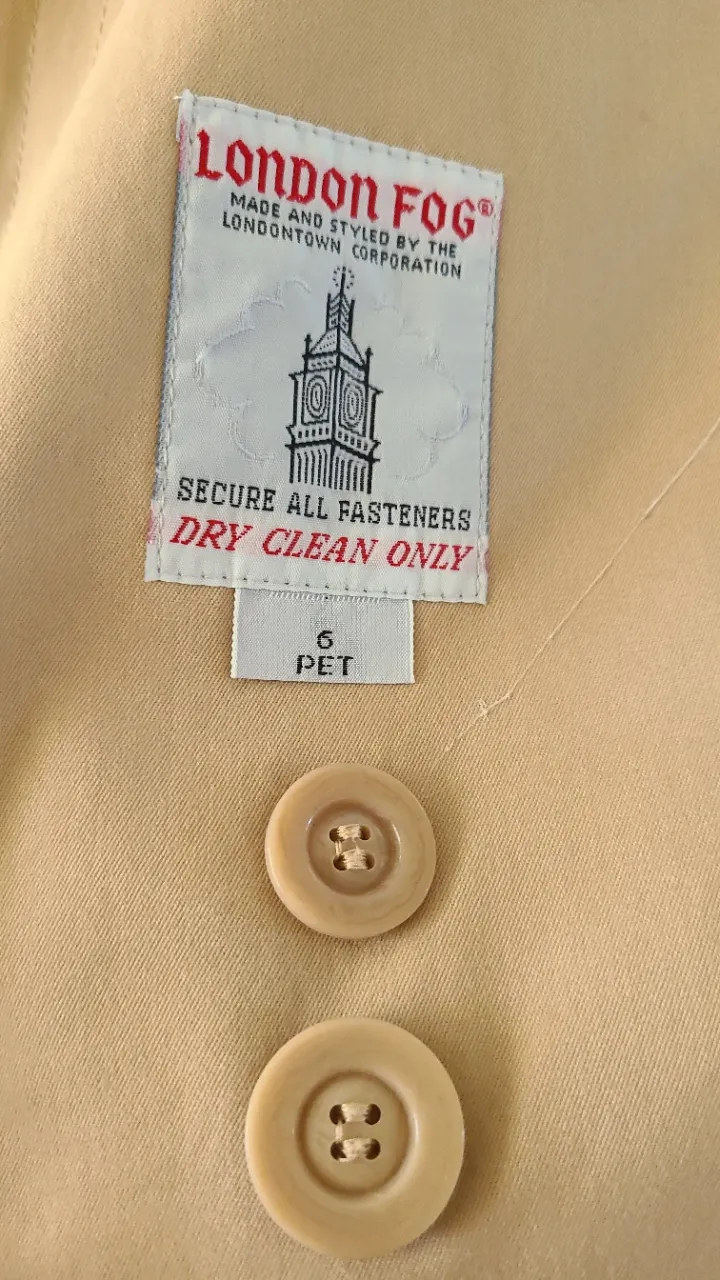 LONDON FOG®
MADE AND STYLED BY THE
LONDONTOWN CORPORATION
SECURE ALL FASTENERS
DRY CLEAN ONLY
6
PET